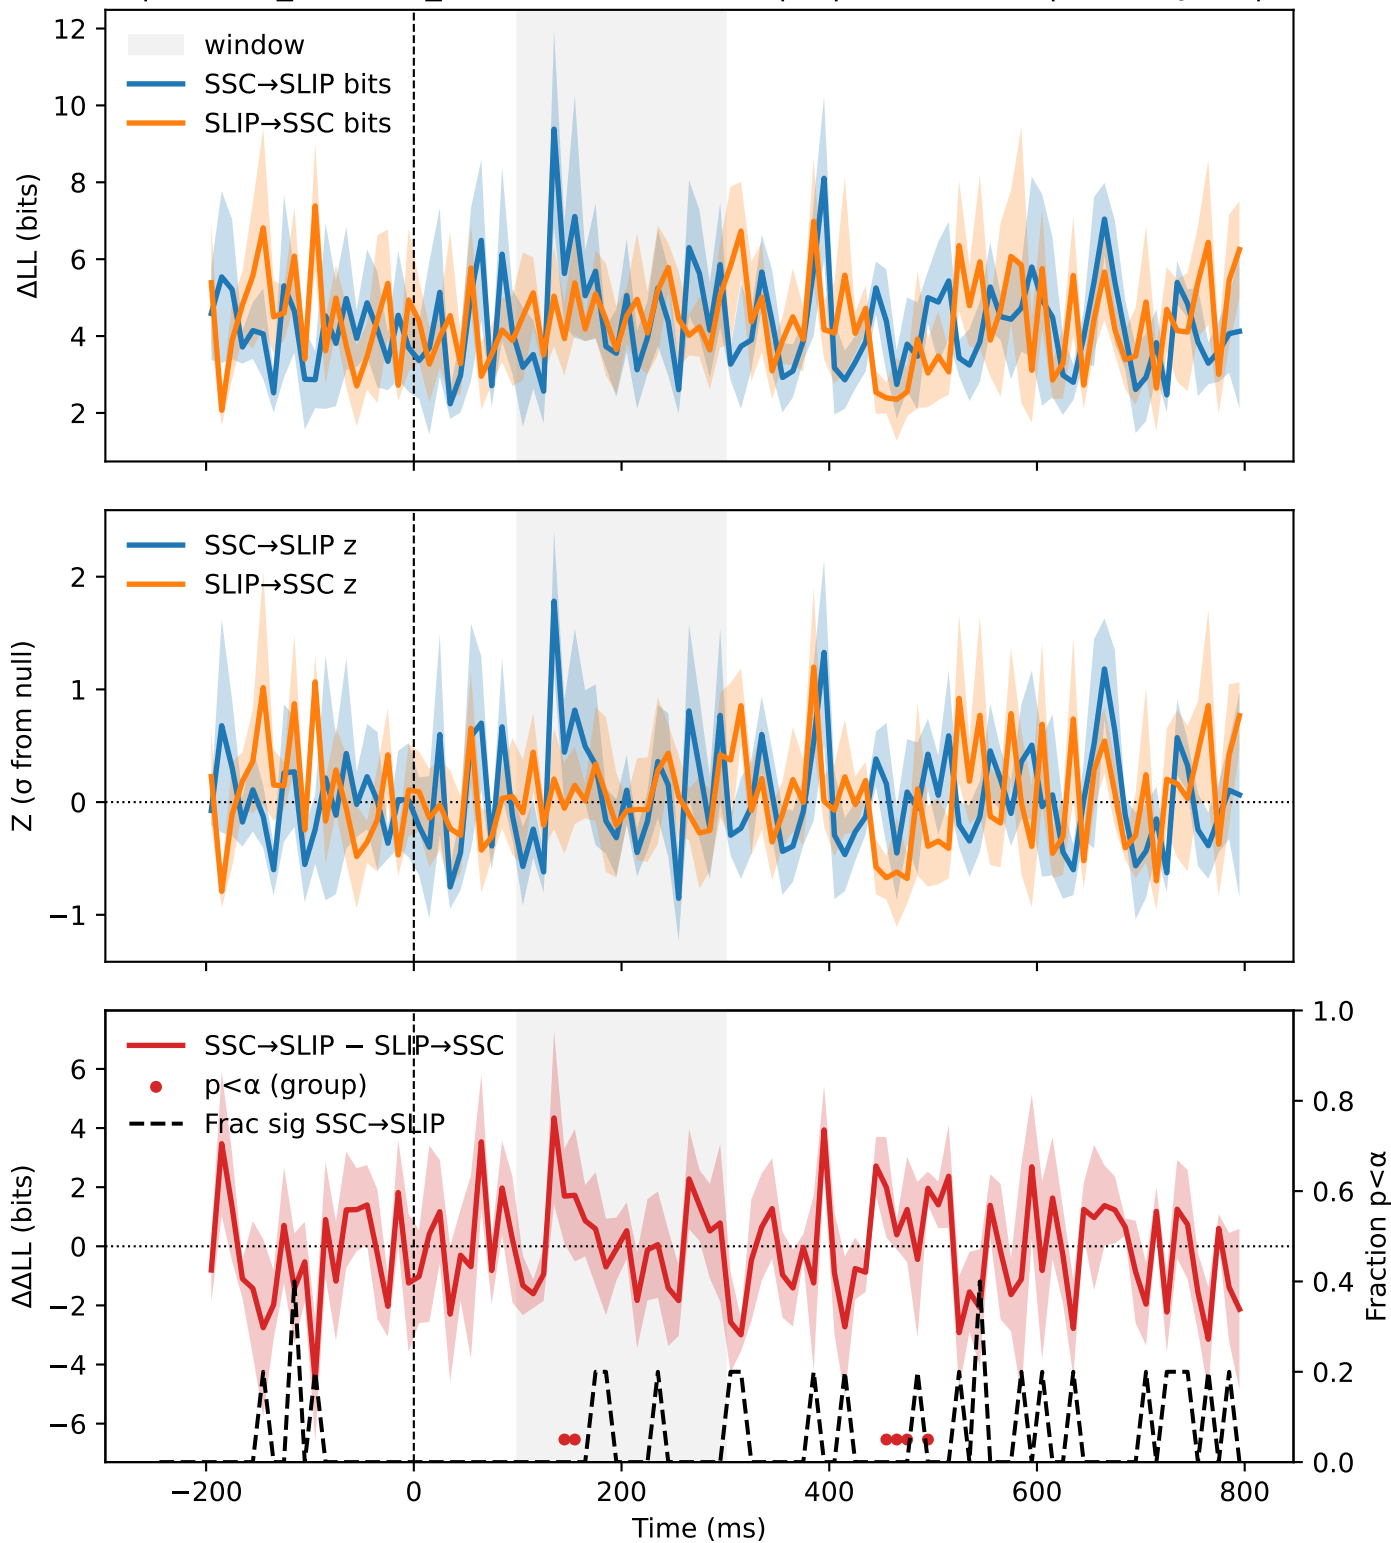 12
10
8
6
4
2
ΔLL (bits)
window
SSC→SLIP bits
SLIP→SSC bits
2
1
0
−1
Z (σ from null)
SSC→SLIP z
SLIP→SSC z
6
4
2
0
−2
−4
−6
ΔΔLL (bits)
SSC→SLIP − SLIP→SSC
p<α (group)
Frac sig SSC→SLIP
1.0
0.8
0.6
0.4
0.2
0.0
Fraction p<α
−200
0
200
400
600
800
Time (ms)